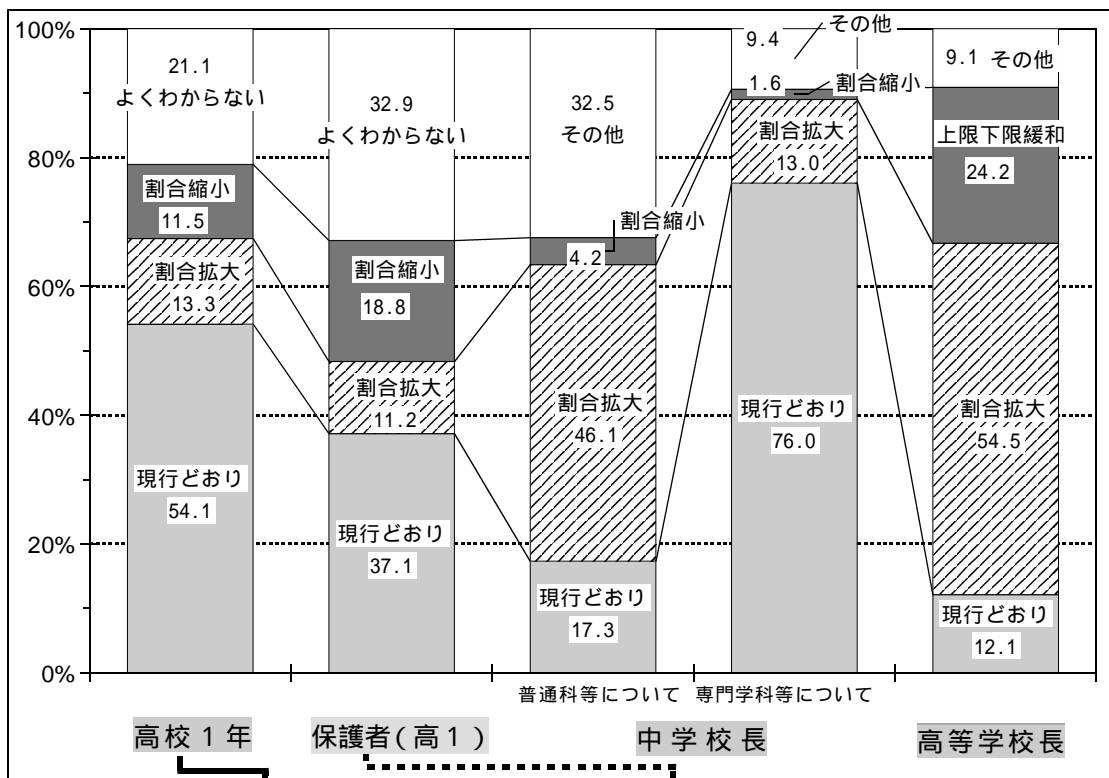 100%
80%
60%
40%
20%
0%
21.1
よくわからない
割合縮小
11.5
割合拡大
13.3
現行どおり
54.1
32.9
よくわからない
割合縮小
18.8
割合拡大
11.2
現行どおり
37.1
32.5
その他
割合縮小
4.2
割合拡大
46.1
現行どおり
17.3
その他
9.4
1.6 割合縮小
割合拡大
13.0
現行どおり
76.0
9.1 その他
上限下限緩和
24.2
割合拡大
54.5
現行どおり
12.1
普通科等について 専門学科等について
高校1年 保護者(高1) 中学校長 高等学校長